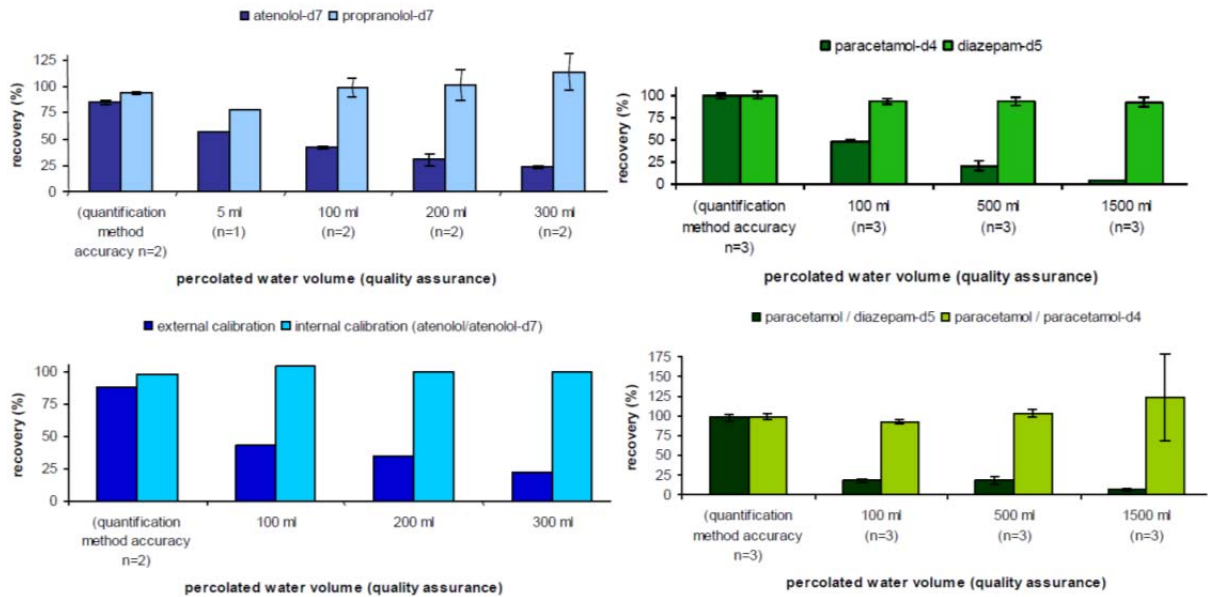 atenolol-d7 propranolol-d7
recovery (%)
125
100
75
50
25
0
(quantification 5 ml 100 ml 200 ml 300 ml
method (n=1) (n=2) (n=2) (n=2)
accuracy n=2)
percolated water volume (quality assurance)
paracetamol-d4 diazepam-d5
recovery (%)
100
75
50
25
0
(quantification 100 ml 500 ml 1500 ml
method accuracy (n=3) (n=3) (n=3)
n=3)
percolated water volume (quality assurance)
external calibration internal calibration (atenolol/atenolol-d7)
recovery (%)
100
75
50
25
0
(quantification 100 ml 200 ml 300 ml
method accuracy
n=2)
percolated water volume (quality assurance)
paracetamol / diazepam-d5 paracetamol / paracetamol-d4
recovery (%)
175
150
125
100
75
50
25
0
(quantification 100 ml 500 ml 1500 ml
method accuracy (n=3) (n=3) (n=3)
n=3)
percolated water volume (quality assurance)